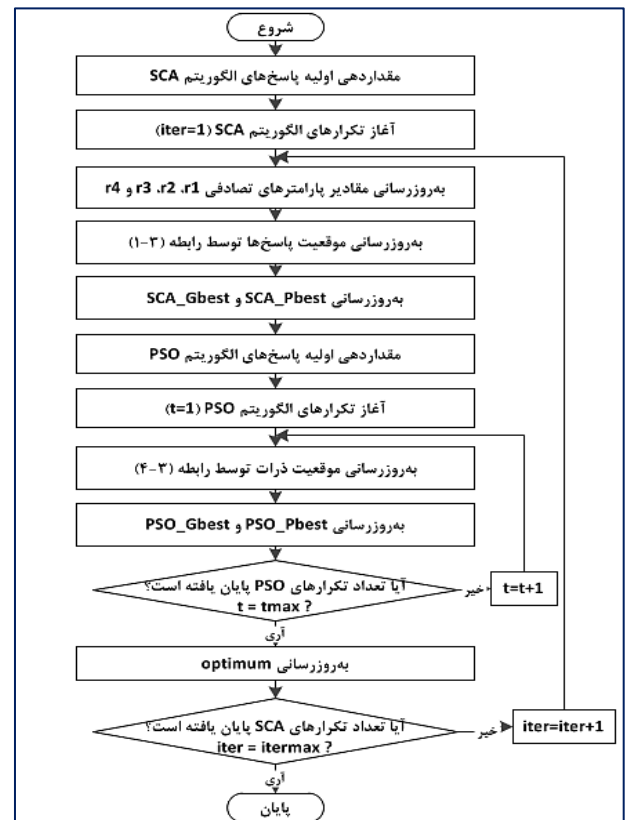 شروع
مقداردهی اولیه پاسخ‌های الگوریتم SCA
آغاز تکرارهای الگوریتم SCA (iter=1)
به‌روزرسانی مقادیر پارامترهای تصادفی r1، r2، r3 و r4
به‌روزرسانی موقعیت پاسخ‌ها توسط رابطه (۳-۱)
به‌روزرسانی SCA_Pbest و SCA_Gbest
مقداردهی اولیه پاسخ‌های الگوریتم PSO
آغاز تکرارهای الگوریتم PSO (t=1)
به‌روزرسانی موقعیت ذرات توسط رابطه (۳-۴)
به‌روزرسانی PSO_Pbest و PSO_Gbest
آیا تعداد تکرارهای PSO پایان یافته است؟
t = tmax ?
خیر
t=t+1
آری
به‌روزرسانی optimum
آیا تعداد تکرارهای SCA پایان یافته است؟
iter = itermax ?
خیر
iter=iter+1
آری
پایان